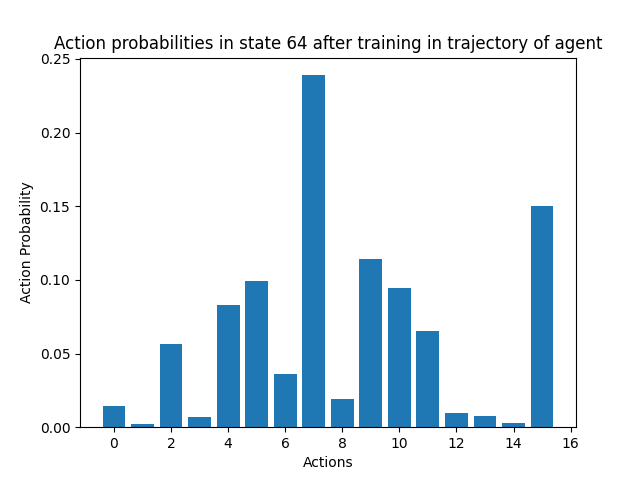 Action probabilities in state 64 after training in trajectory of agent
0.25
0.20
0.15
0.10
0.05
0.00
Action Probability
0 2 4 6 8 10 12 14 16
Actions